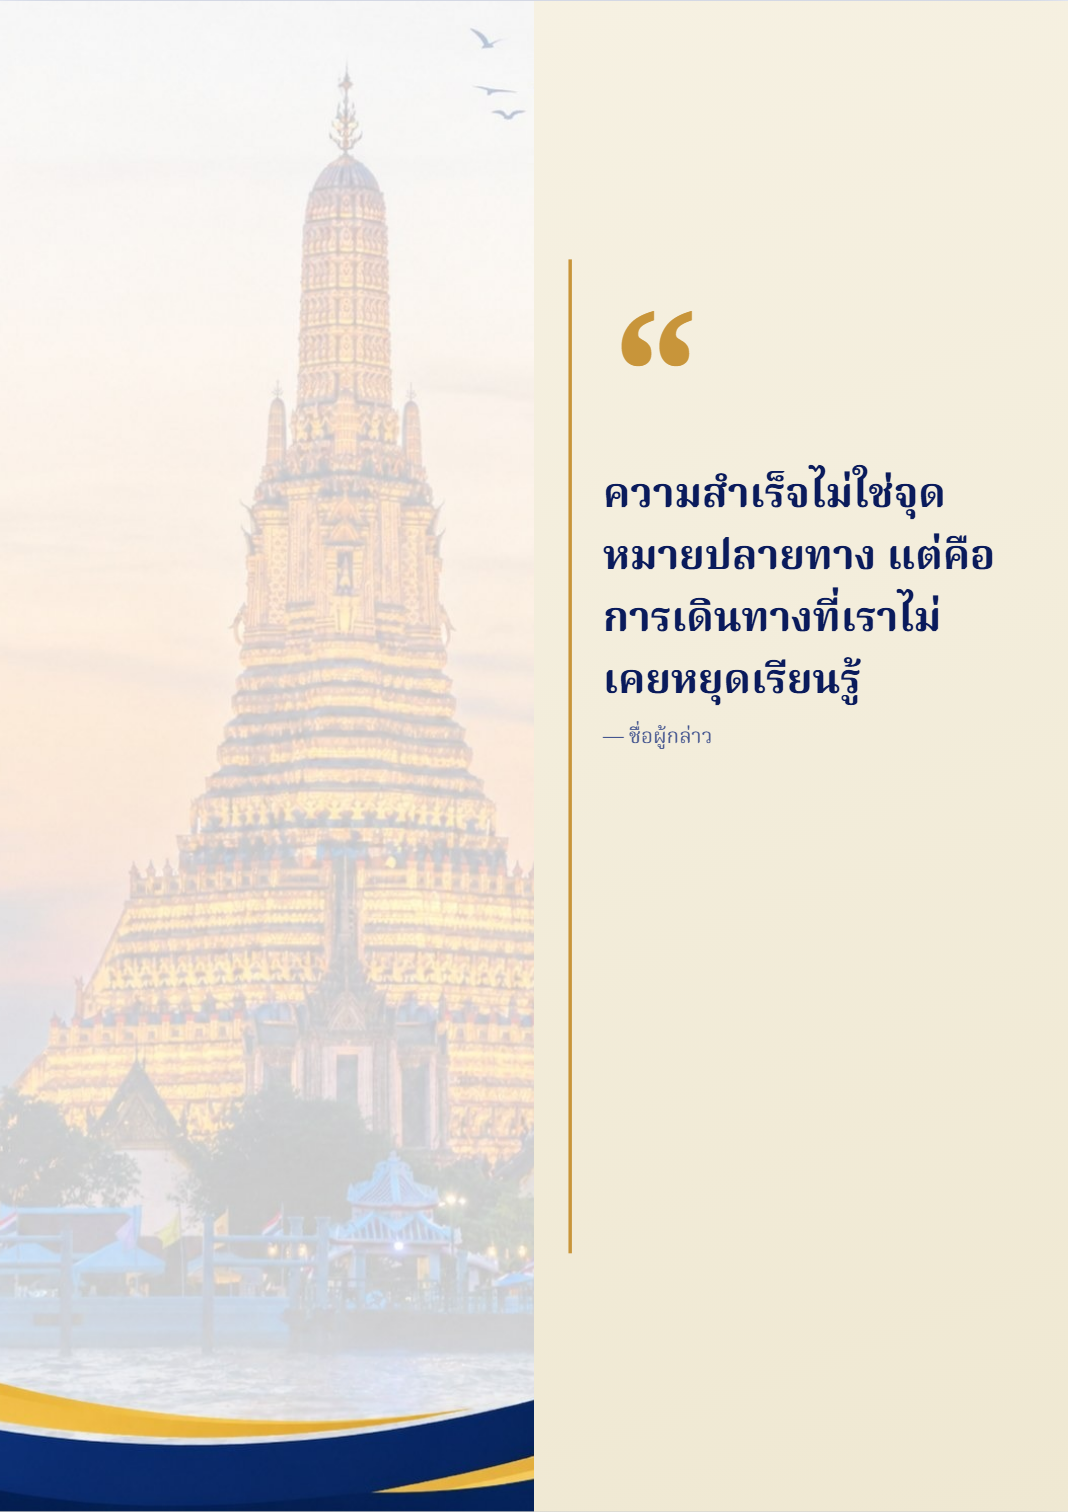 “
ความสำเร็จไม่ใช่จุด
หมายปลายทาง แต่คือ
การเดินทางที่เราไม่
เคยหยุดเรียนรู้
— ชื่อผู้กล่าว